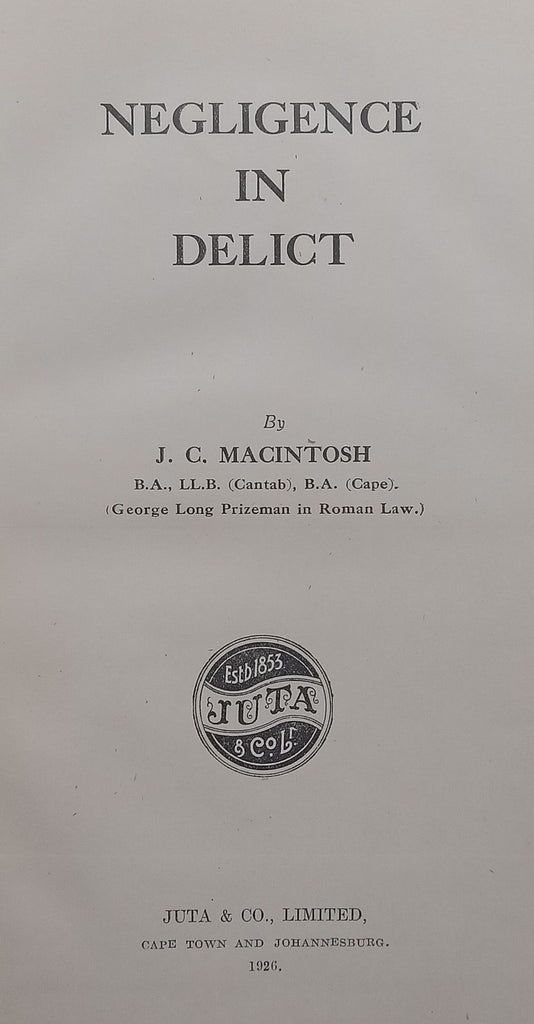 NEGLIGENCE
IN
DELICT
By
J. C. MACINTOSH
B.A., LL.B. (Cantab), B.A. (Cape).
(George Long Prizeman in Roman Law.)
Estb 1853
JUTA
& Co. Lt.
JUTA & CO., LIMITED,
CAPE TOWN AND JOHANNESBURG.
1926.